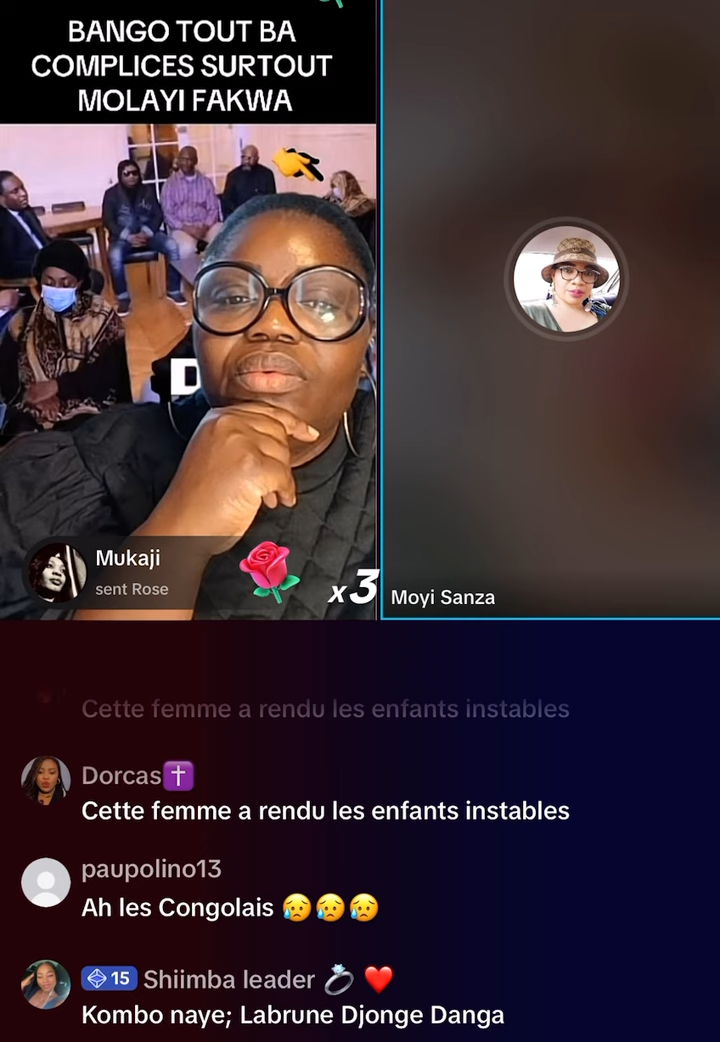 BANGO TOUT BA
COMPLICES SURTOUT
MOLAYI FAKWA
D
Mukaji
sent Rose
x3
Moyi Sanza
Cette femme a rendu les enfants instables
Dorcas✝️
Cette femme a rendu les enfants instables
paupolino13
Ah les Congolais 😥😥😥
15 Shiimba leader 💍 ❤️
Kombo naye; Labrune Djonge Danga